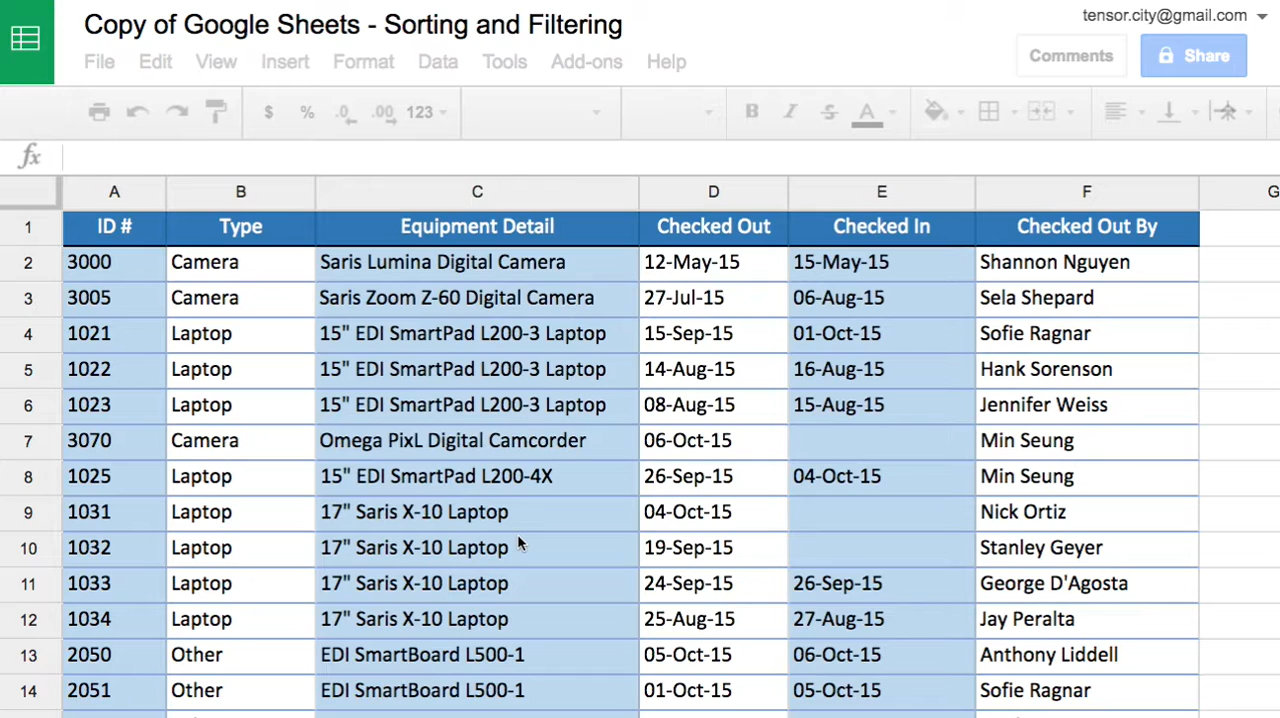 Copy of Google Sheets - Sorting and Filtering
tensor.city@gmail.com
File Edit View Insert Format Data Tools Add-ons Help
Comments
Share
$ % .0 .00 123 B I S A
fx
A B C D E F G
1 ID # Type Equipment Detail Checked Out Checked In Checked Out By
2 3000 Camera Saris Lumina Digital Camera 12-May-15 15-May-15 Shannon Nguyen
3 3005 Camera Saris Zoom Z-60 Digital Camera 27-Jul-15 06-Aug-15 Sela Shepard
4 1021 Laptop 15" EDI SmartPad L200-3 Laptop 15-Sep-15 01-Oct-15 Sofie Ragnar
5 1022 Laptop 15" EDI SmartPad L200-3 Laptop 14-Aug-15 16-Aug-15 Hank Sorenson
6 1023 Laptop 15" EDI SmartPad L200-3 Laptop 08-Aug-15 15-Aug-15 Jennifer Weiss
7 3070 Camera Omega PixL Digital Camcorder 06-Oct-15 Min Seung
8 1025 Laptop 15" EDI SmartPad L200-4X 26-Sep-15 04-Oct-15 Min Seung
9 1031 Laptop 17" Saris X-10 Laptop 04-Oct-15 Nick Ortiz
10 1032 Laptop 17" Saris X-10 Laptop 19-Sep-15 Stanley Geyer
11 1033 Laptop 17" Saris X-10 Laptop 24-Sep-15 26-Sep-15 George D'Agosta
12 1034 Laptop 17" Saris X-10 Laptop 25-Aug-15 27-Aug-15 Jay Peralta
13 2050 Other EDI SmartBoard L500-1 05-Oct-15 06-Oct-15 Anthony Liddell
14 2051 Other EDI SmartBoard L500-1 01-Oct-15 05-Oct-15 Sofie Ragnar